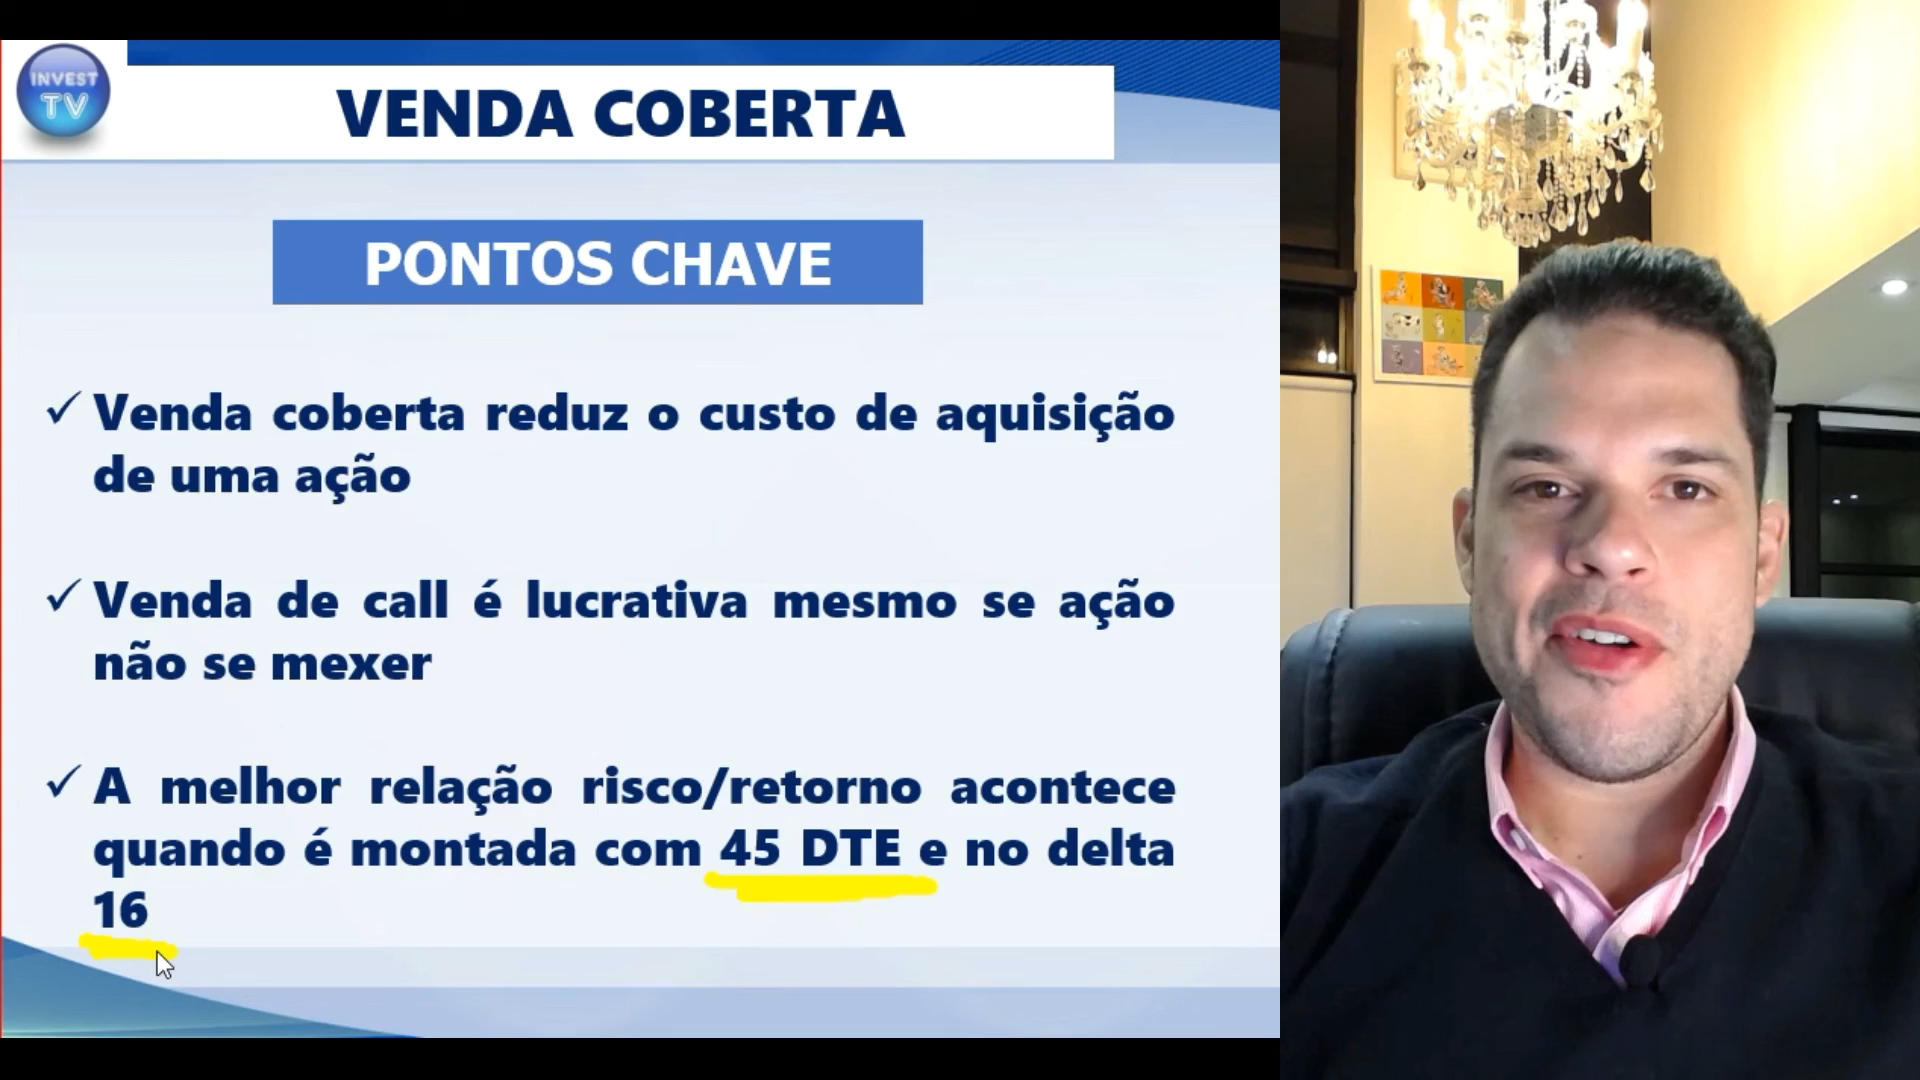 INVEST
TV
VENDA COBERTA
PONTOS CHAVE
✓ Venda coberta reduz o custo de aquisição
de uma ação
✓ Venda de call é lucrativa mesmo se ação
não se mexer
✓ A melhor relação risco/retorno acontece
quando é montada com 45 DTE e no delta
16